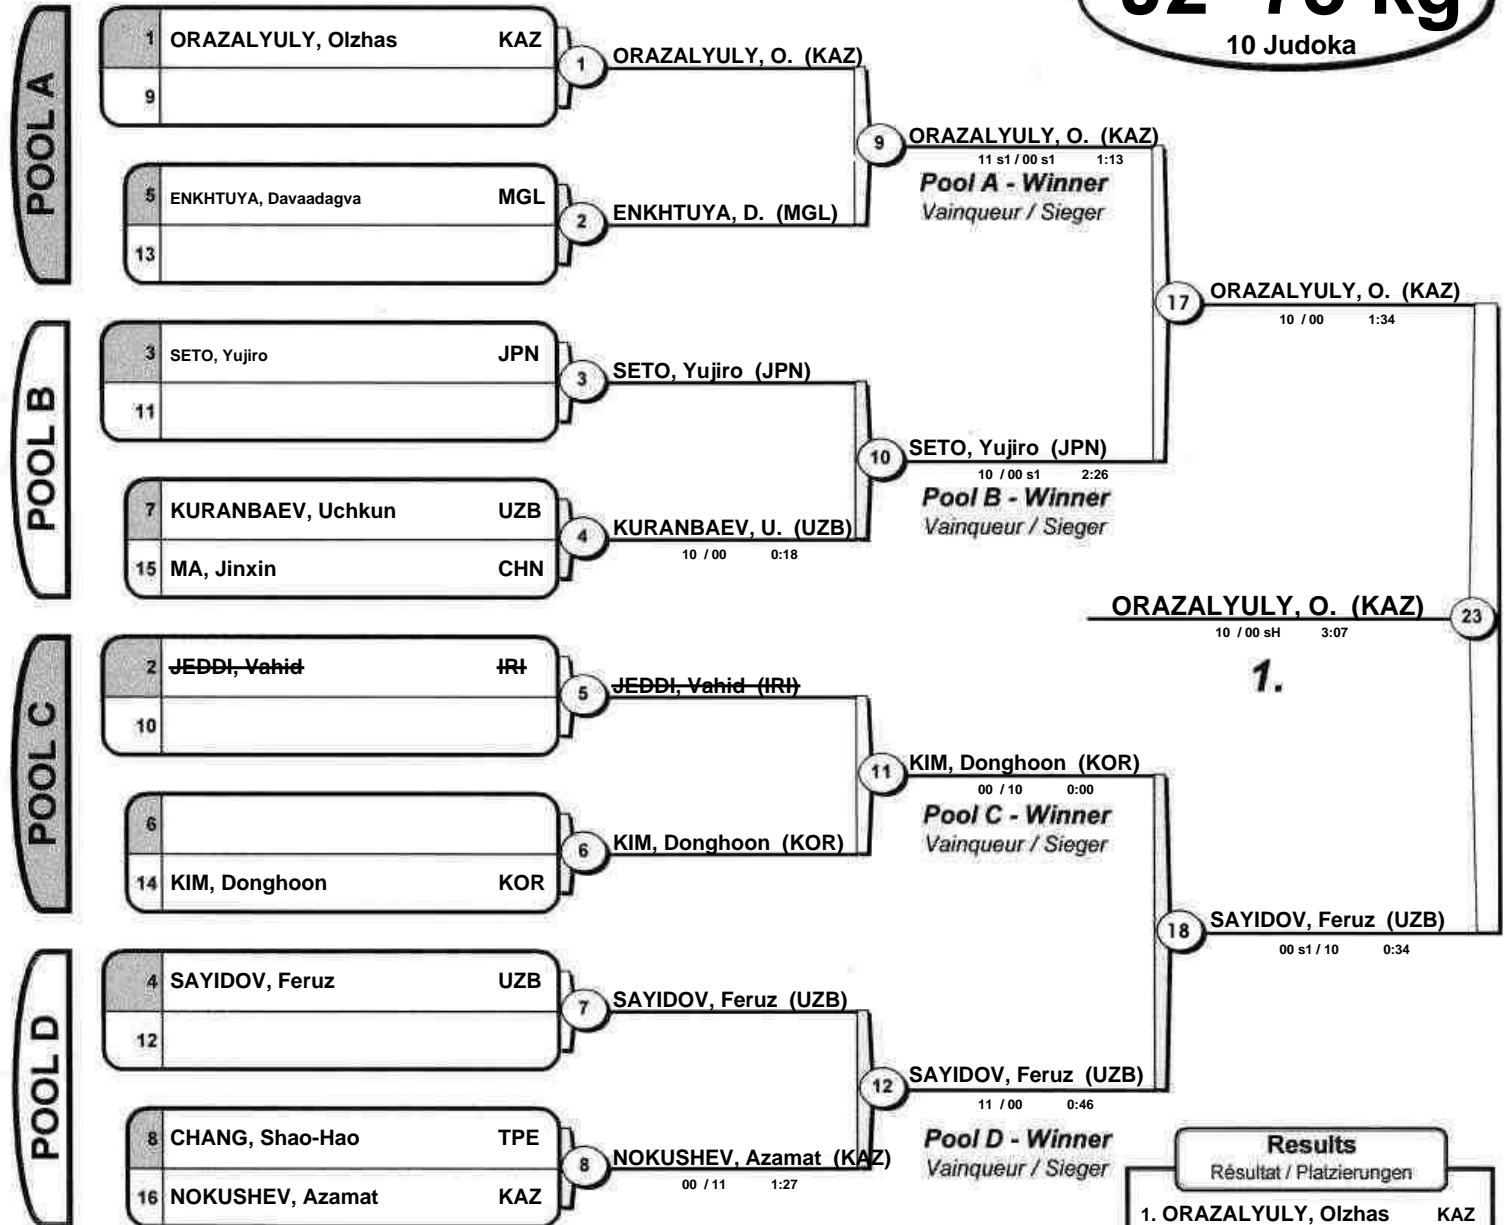 10 Judoka
POOL A
1 ORAZALYULY, Olzhas KAZ
9
1
ORAZALYULY, O. (KAZ)
5 ENKHTUYA, Davaadagva MGL
13
2
ENKHTUYA, D. (MGL)
9
ORAZALYULY, O. (KAZ)
11 s1 / 00 s1 1:13
Pool A - Winner
Vainqueur / Sieger
POOL B
3 SETO, Yujiro JPN
11
3
SETO, Yujiro (JPN)
7 KURANBAEV, Uchkun UZB
15 MA, Jinxin CHN
4
KURANBAEV, U. (UZB)
10 / 00 0:18
10
SETO, Yujiro (JPN)
10 / 00 s1 2:26
Pool B - Winner
Vainqueur / Sieger
17
ORAZALYULY, O. (KAZ)
10 / 00 1:34
POOL C
2 JEDDI, Vahid IRI
10
5
JEDDI, Vahid (IRI)
6
14 KIM, Donghoon KOR
6
KIM, Donghoon (KOR)
11
KIM, Donghoon (KOR)
00 / 10 0:00
Pool C - Winner
Vainqueur / Sieger
POOL D
4 SAYIDOV, Feruz UZB
12
7
SAYIDOV, Feruz (UZB)
8 CHANG, Shao-Hao TPE
16 NOKUSHEV, Azamat KAZ
8
NOKUSHEV, Azamat (KAZ)
00 / 11 1:27
12
SAYIDOV, Feruz (UZB)
11 / 00 0:46
Pool D - Winner
Vainqueur / Sieger
18
SAYIDOV, Feruz (UZB)
00 s1 / 10 0:34
23
ORAZALYULY, O. (KAZ)
10 / 00 sH 3:07
1.
Results
Résultat / Platzierungen
1. ORAZALYULY, Olzhas KAZ